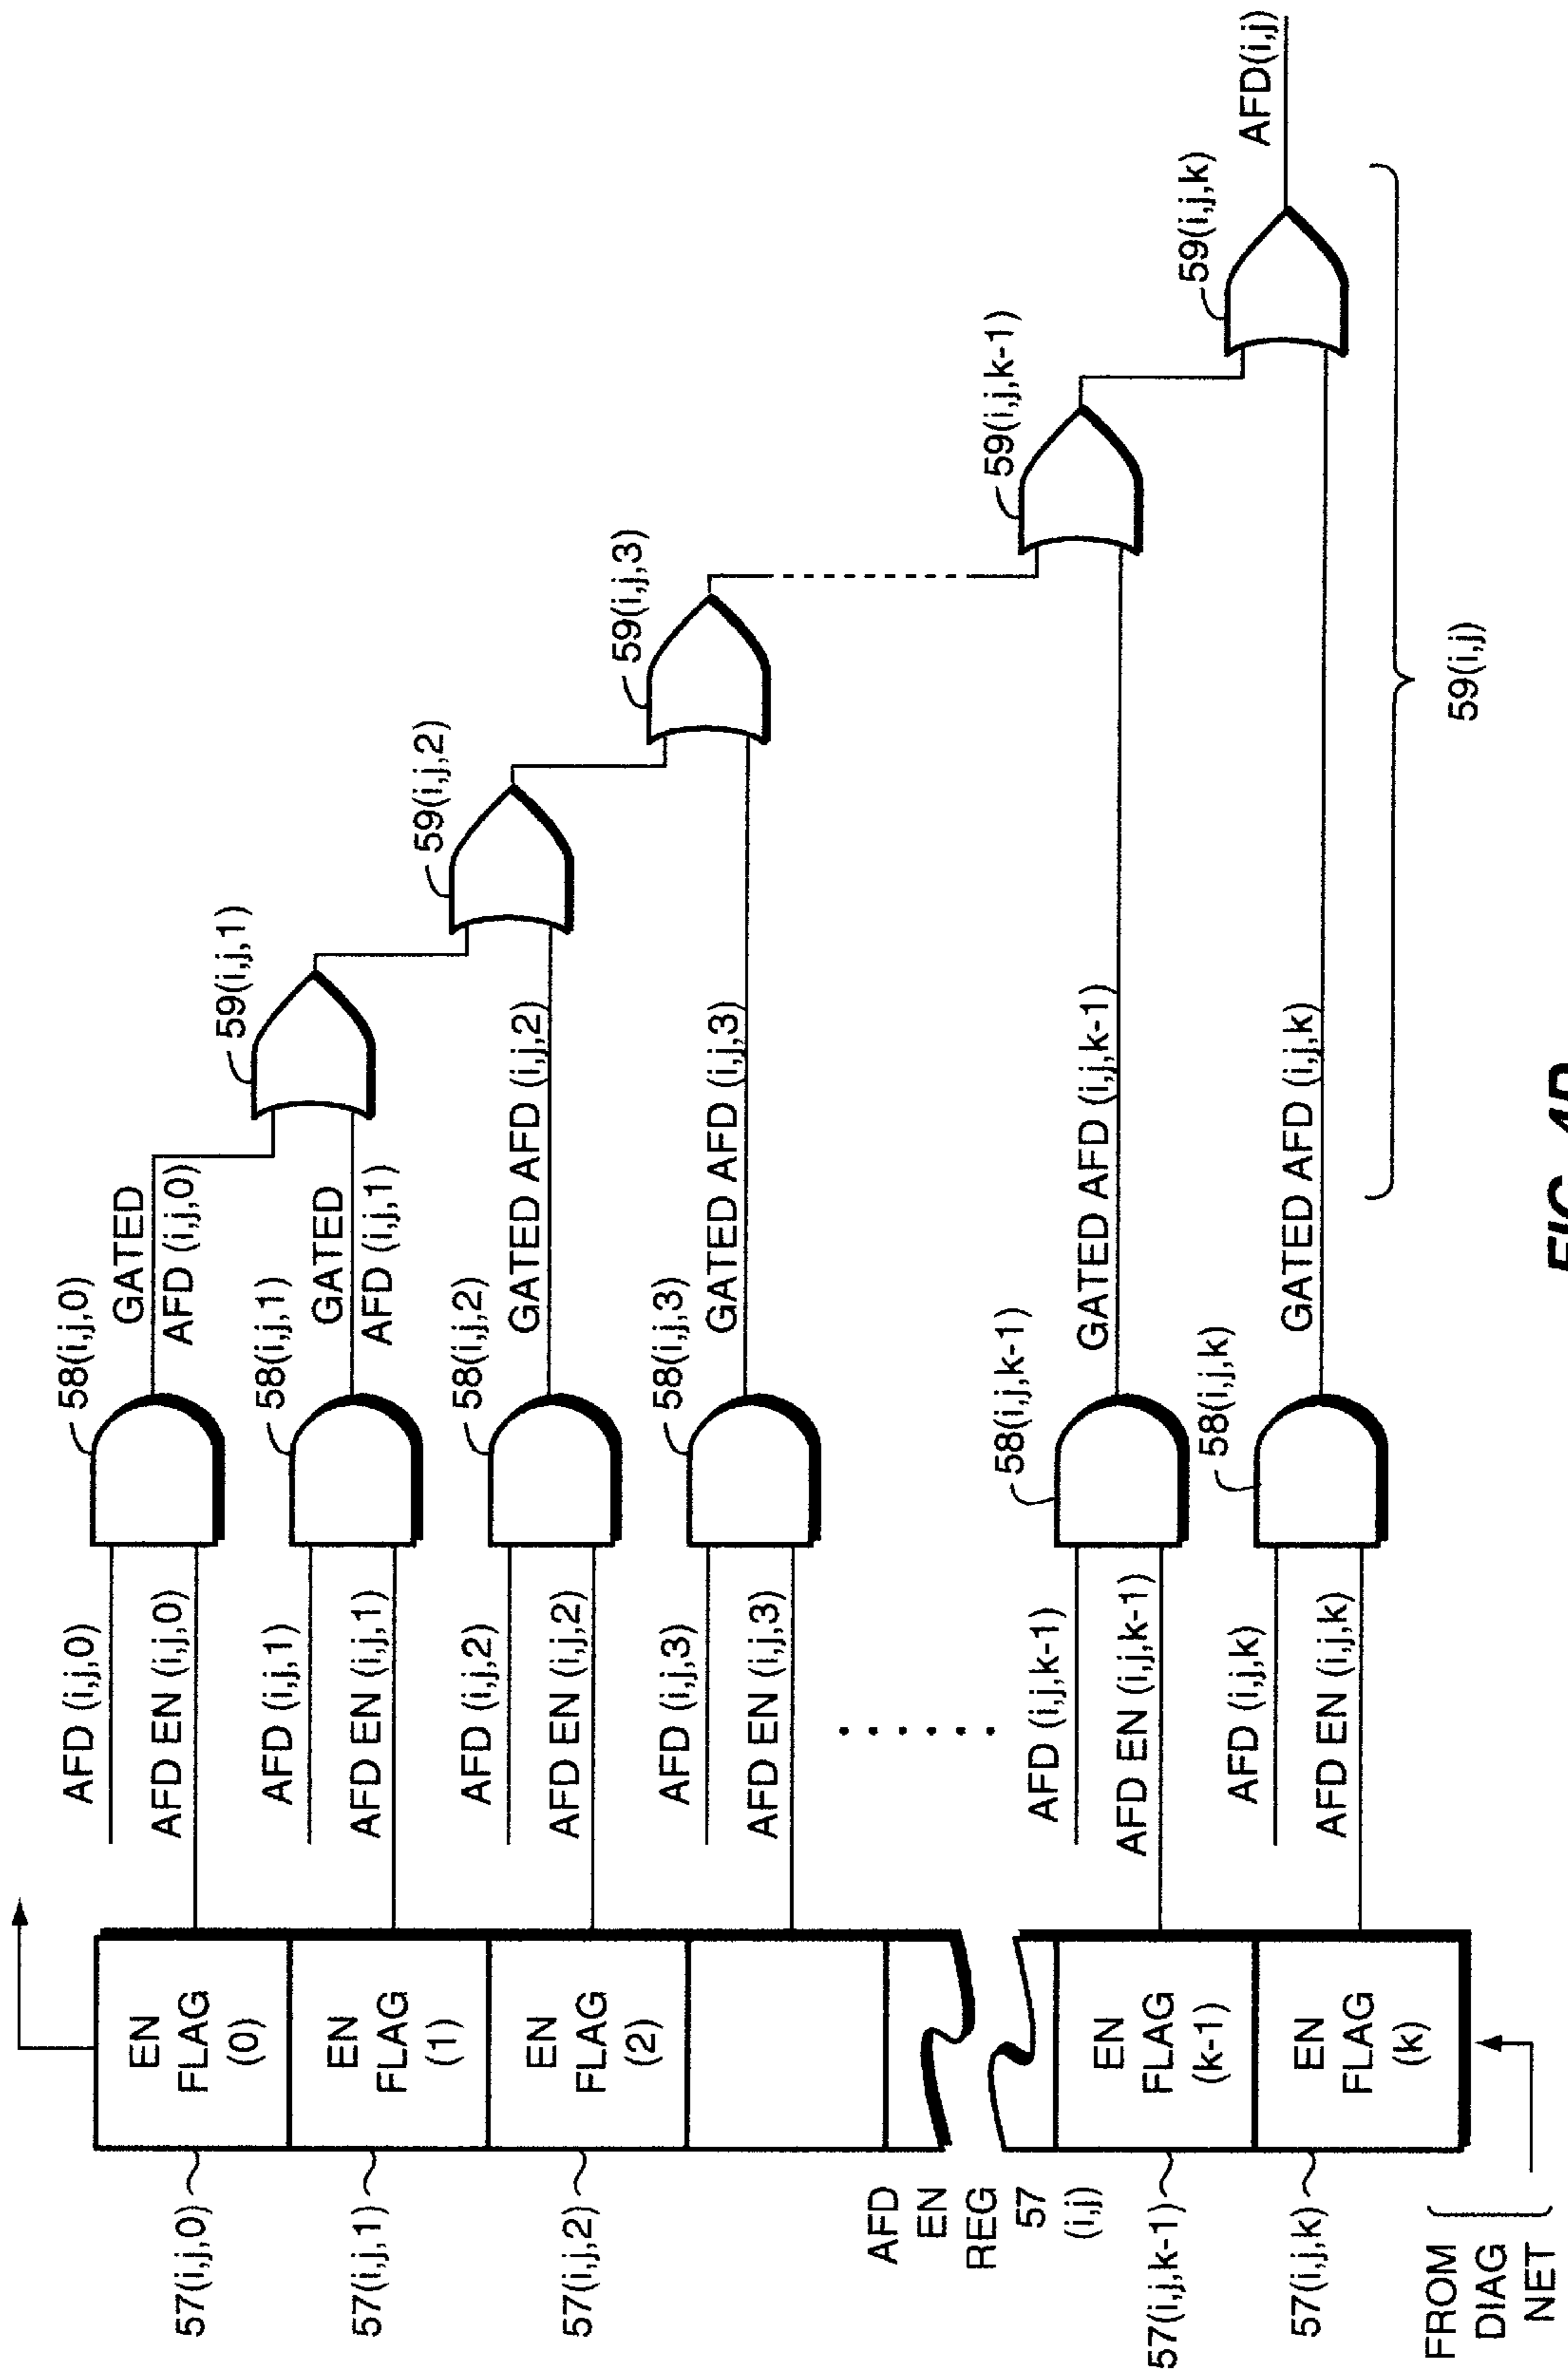 57(i,j,0)
57(i,j,1)
57(i,j,2)
AFD
EN
REG
57
(i,j)
57(i,j,k-1)
57(i,j,k)
FROM
DIAG
NET
EN
FLAG
(0)
EN
FLAG
(1)
EN
FLAG
(2)
EN
FLAG
(k-1)
EN
FLAG
(k)
AFD (i,j,0)
AFD EN (i,j,0)
AFD (i,j,1)
AFD EN (i,j,1)
AFD (i,j,2)
AFD EN (i,j,2)
AFD (i,j,3)
AFD EN (i,j,3)
AFD (i,j,k-1)
AFD EN (i,j,k-1)
AFD (i,j,k)
AFD EN (i,j,k)
58(i,j,0)
58(i,j,1)
58(i,j,2)
58(i,j,3)
58(i,j,k-1)
58(i,j,k)
GATED
AFD (i,j,0)
GATED
AFD (i,j,1)
GATED AFD (i,j,2)
GATED AFD (i,j,3)
GATED AFD (i,j,k-1)
GATED AFD (i,j,k)
59(i,j,1)
59(i,j,2)
59(i,j,3)
59(i,j,k-1)
59(i,j,k)
AFD(i,j)
59(i,j)